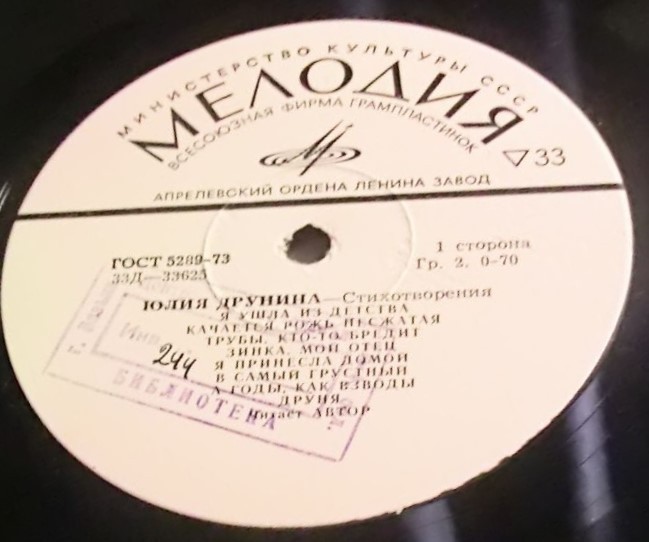 МИНИСТЕРСТВО КУЛЬТУРЫ СССР
МЕЛОДИЯ
ВСЕСОЮЗНАЯ ФИРМА ГРАМПЛАСТИНОК
33
АПРЕЛЕВСКИЙ ОРДЕНА ЛЕНИНА ЗАВОД
ГОСТ 5289-73
33Д—33625
1 сторона
Гр. 2. 0-70
ЮЛИЯ ДРУНИНА—Стихотворения
Я УШЛА ИЗ ДЕТСТВА
КАЧАЕТСЯ РОЖЬ НЕСЖАТАЯ
ТРУБЫ, КТО-ТО БРЕДИТ
ЗИНКА, МОЙ ОТЕЦ
Я ПРИНЕСЛА ДОМОЙ
В САМЫЙ ГРУСТНЫЙ
А ГОДЫ, КАК ВЗВОДЫ
ДРУНЯ
Читает АВТОР
Инв.
244
БИБЛИОТЕКА